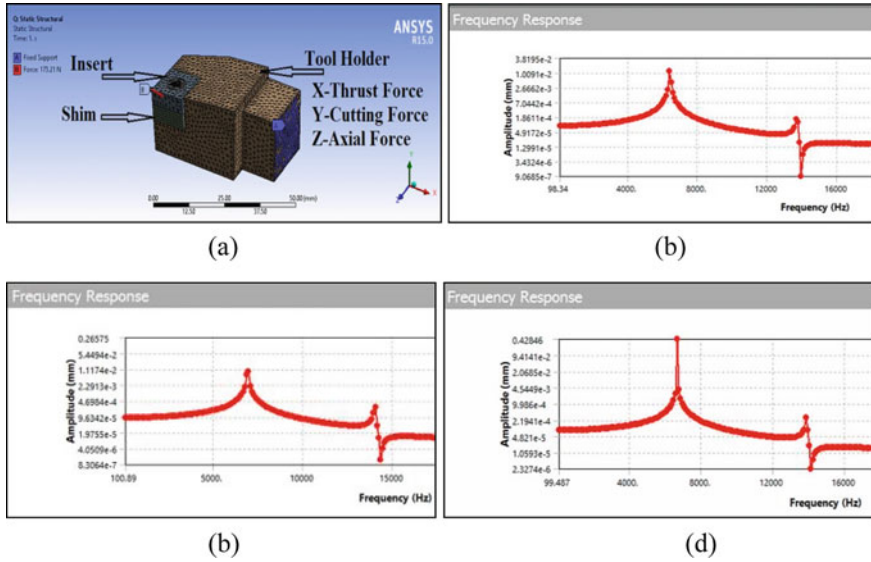 Q: Static Structural
Static Structural
Time: 5. s
A Fixed Support
B Force: 173.21 N
ANSYS
R15.0
Insert
Shim
Tool Holder
X-Thrust Force
Y-Cutting Force
Z-Axial Force
B
Y
X
Z
0.00
25.00
50.00 (mm)
12.50
37.50
(a)
Frequency Response
Amplitude (mm)
3.8195e-2
1.0091e-2
2.6662e-3
7.0442e-4
1.8611e-4
4.9172e-5
1.2991e-5
3.4324e-6
9.0685e-7
98.34
4000.
8000.
12000
16000
Frequency (Hz)
(b)
Frequency Response
Amplitude (mm)
0.26575
5.4494e-2
1.1174e-2
2.2913e-3
4.6984e-4
9.6342e-5
1.9755e-5
4.0509e-6
8.3064e-7
100.89
5000.
10000
15000
Frequency (Hz)
(b)
Frequency Response
Amplitude (mm)
0.42846
9.4141e-2
2.0685e-2
4.5449e-3
9.986e-4
2.1941e-4
4.821e-5
1.0593e-5
2.3274e-6
99.487
4000.
8000.
12000
16000
Frequency (Hz)
(d)